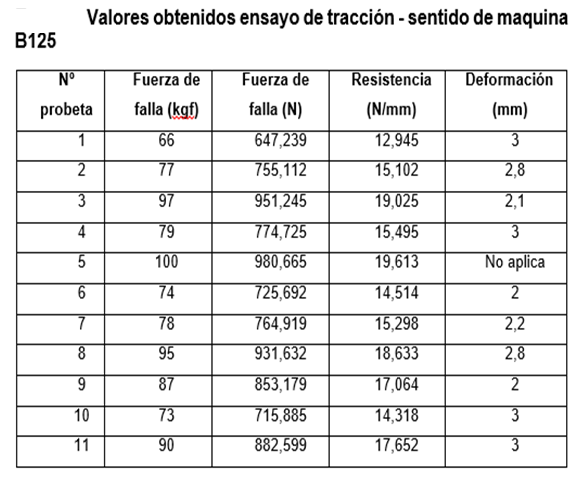 Valores obtenidos ensayo de tracción - sentido de maquina
B125
Nº probeta Fuerza de falla (kgf) Fuerza de falla (N) Resistencia (N/mm) Deformación (mm)
1 66 647,239 12,945 3
2 77 755,112 15,102 2,8
3 97 951,245 19,025 2,1
4 79 774,725 15,495 3
5 100 980,665 19,613 No aplica
6 74 725,692 14,514 2
7 78 764,919 15,298 2,2
8 95 931,632 18,633 2,8
9 87 853,179 17,064 2
10 73 715,885 14,318 3
11 90 882,599 17,652 3